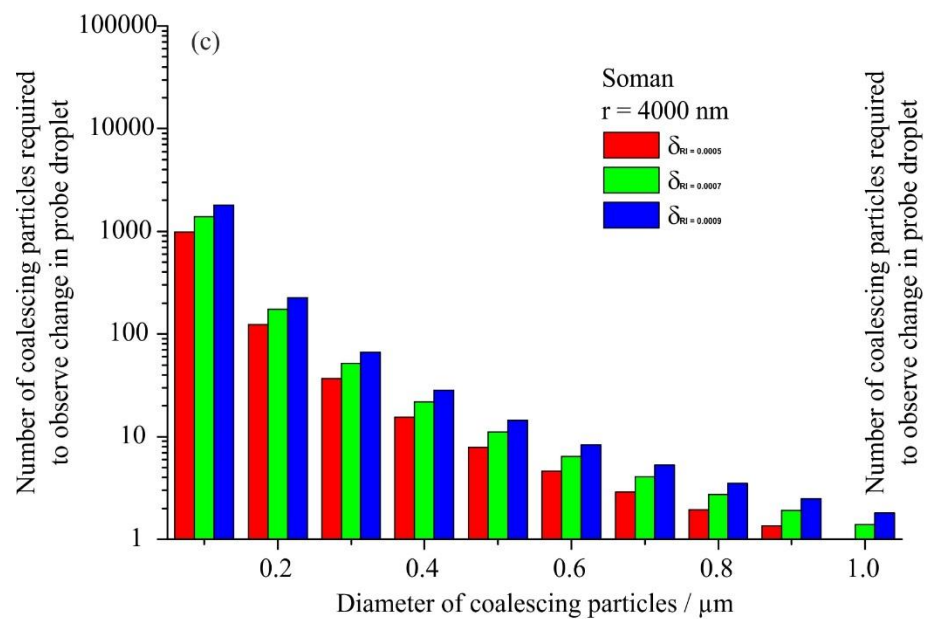 100000
10000
1000
100
10
1
(c)
Number of coalescing particles required
to observe change in probe droplet
Soman
r = 4000 nm
δRI = 0.0005
δRI = 0.0007
δRI = 0.0009
Number of coalescing particles required
to observe change in probe droplet
0.2 0.4 0.6 0.8 1.0
Diameter of coalescing particles / µm